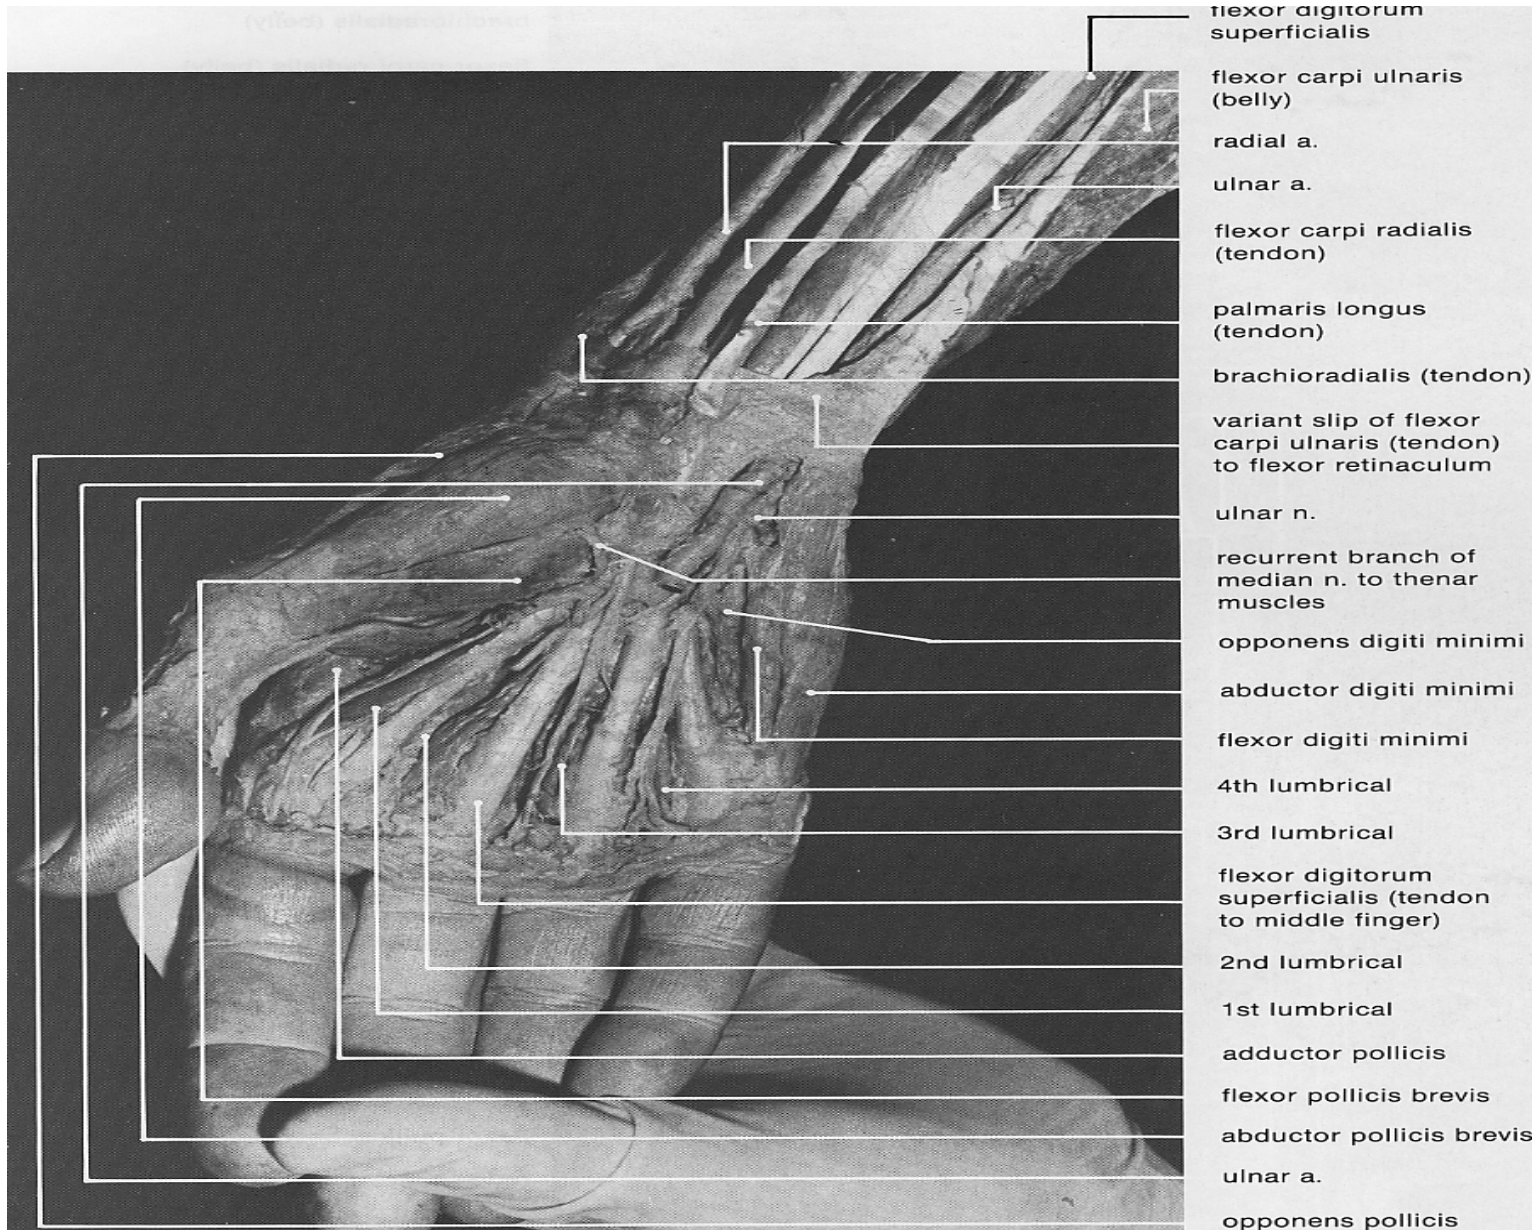 flexor digitorum
superficialis
flexor carpi ulnaris
(belly)
radial a.
ulnar a.
flexor carpi radialis
(tendon)
palmaris longus
(tendon)
brachioradialis (tendon)
variant slip of flexor
carpi ulnaris (tendon)
to flexor retinaculum
ulnar n.
recurrent branch of
median n. to thenar
muscles
opponens digiti minimi
abductor digiti minimi
flexor digiti minimi
4th lumbrical
3rd lumbrical
flexor digitorum
superficialis (tendon
to middle finger)
2nd lumbrical
1st lumbrical
adductor pollicis
flexor pollicis brevis
abductor pollicis brevis
ulnar a.
opponens pollicis